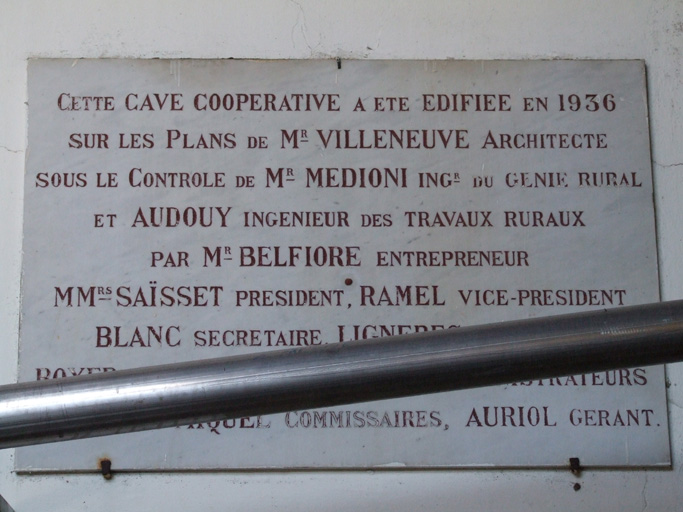 CETTE CAVE COOPERATIVE A ETE EDIFIEE EN 1936
SUR LES PLANS DE MR VILLENEUVE ARCHITECTE
SOUS LE CONTROLE DE MR MEDIONI INGR DU GENIE RURAL
ET AUDOUY INGENIEUR DES TRAVAUX RURAUX
PAR MR BELFIORE ENTREPRENEUR
MMRS SAÏSSET PRESIDENT, RAMEL VICE-PRESIDENT
BLANC SECRETAIRE, LIGNERES
COMMISSAIRES, AURIOL GERANT.